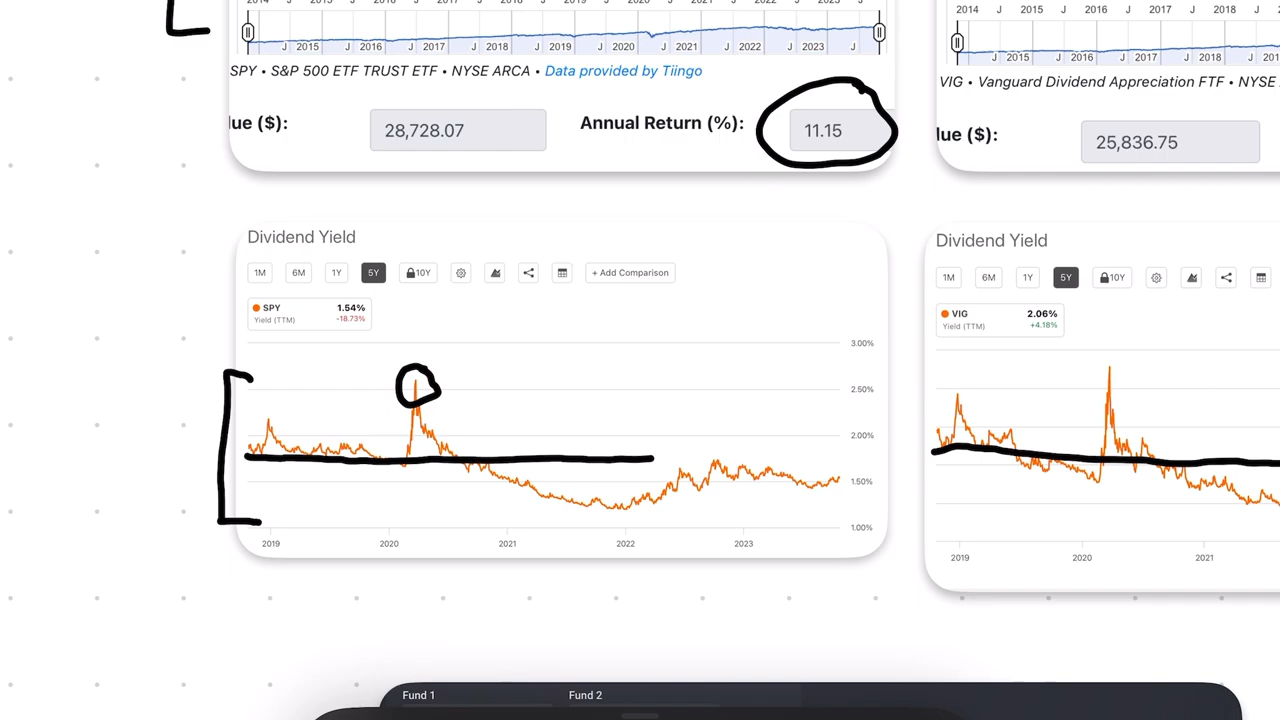 2014 J 2015 J 2016 J 2017 J 2018 J 2019 J 2020 J 2021 J 2022 J 2023 J
J 2015 J 2016 J 2017 J 2018 J 2019 J 2020 J 2021 J 2022 J 2023 J
SPY • S&P 500 ETF TRUST ETF • NYSE ARCA • Data provided by Tiingo
lue ($):
28,728.07
Annual Return (%):
11.15
2014 J 2015 J 2016 J 2017 J 2018 J
J 2015 J 2016 J 2017 J 2018 J
VIG • Vanguard Dividend Appreciation FTF • NYSE
lue ($):
25,836.75
Dividend Yield
1M 6M 1Y 5Y 10Y + Add Comparison
SPY 1.54%
Yield (TTM) -18.73%
3.00%
2.50%
2.00%
1.50%
1.00%
2019 2020 2021 2022 2023
Dividend Yield
1M 6M 1Y 5Y 10Y
VIG 2.06%
Yield (TTM) +4.18%
2019 2020 2021
Fund 1 Fund 2